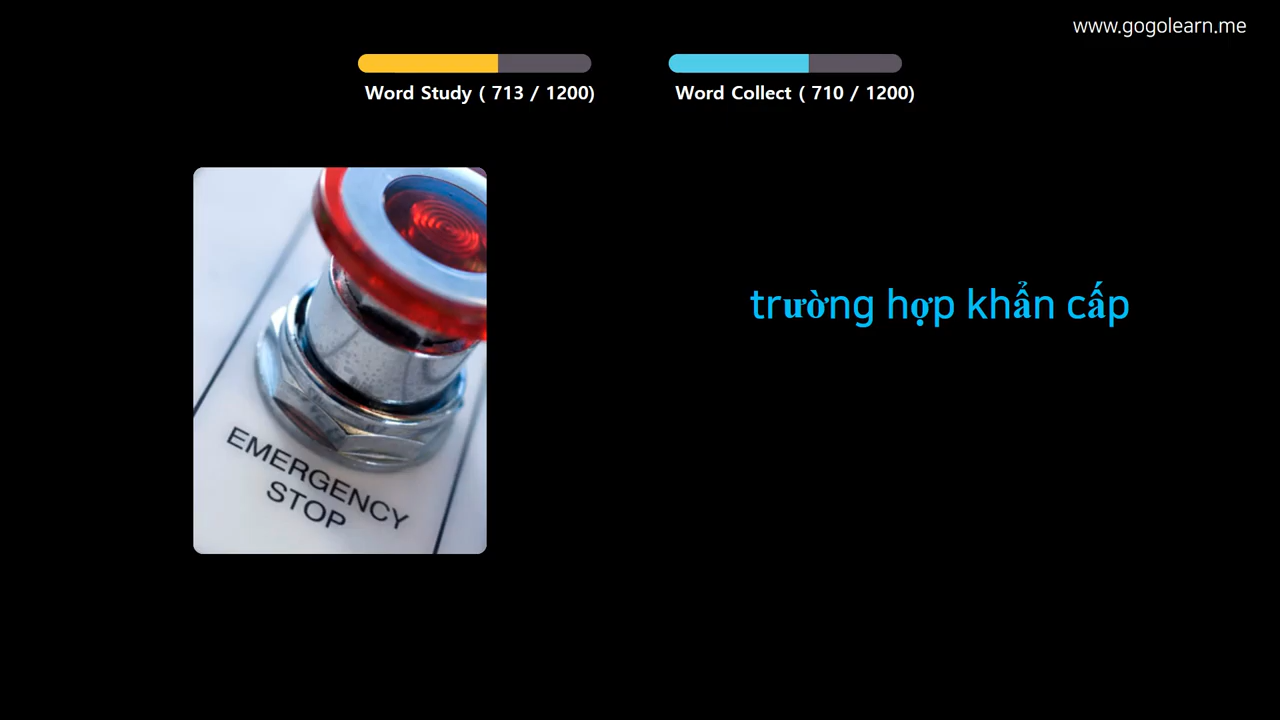 www.gogolearn.me
Word Study ( 713 / 1200)
Word Collect ( 710 / 1200)
trường hợp khẩn cấp
EMERGENCY
STOP